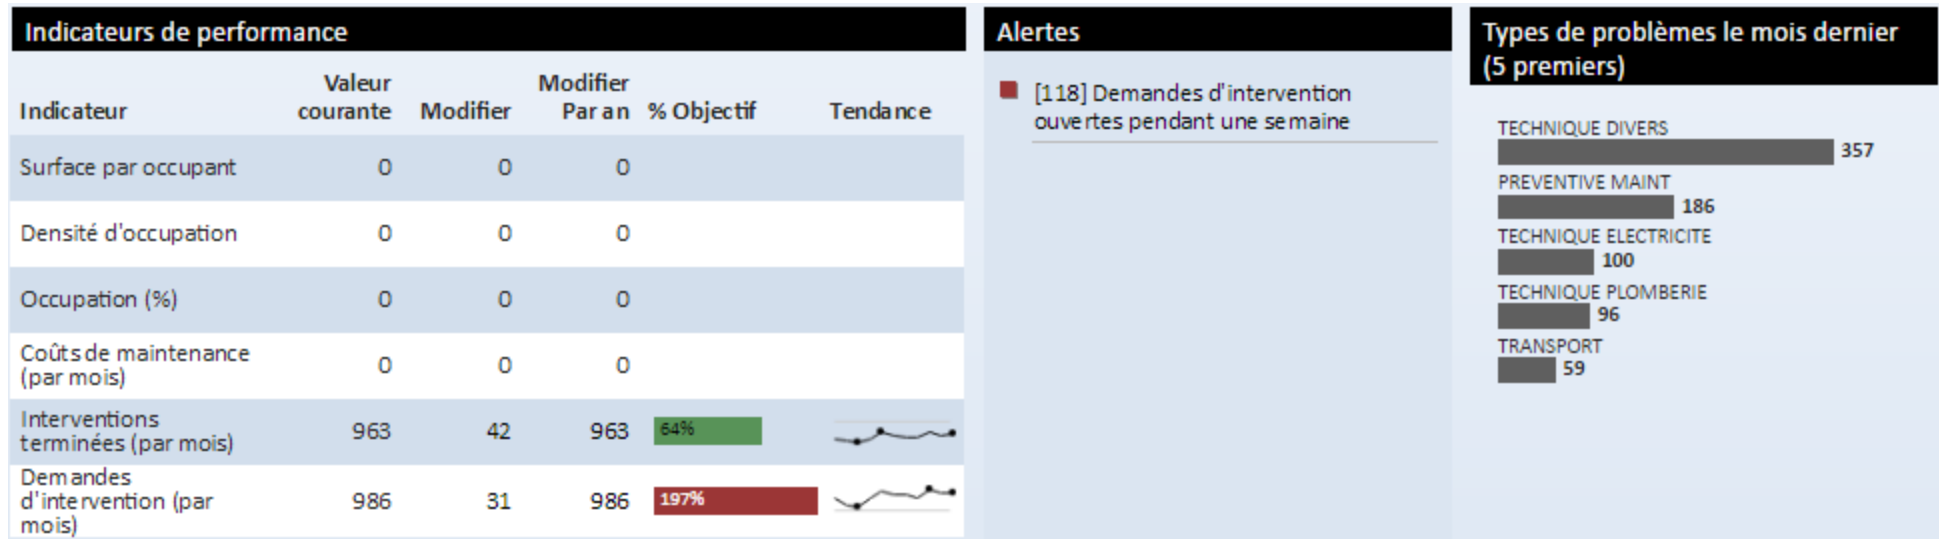 Indicateurs de performance
Indicateur Valeur courante Modifier Modifier Par an % Objectif Tendance
Surface par occupant 0 0 0
Densité d'occupation 0 0 0
Occupation (%) 0 0 0
Coûts de maintenance
(par mois) 0 0 0
Interventions
terminées (par mois) 963 42 963 64%
Demandes
d'intervention (par
mois) 986 31 986 197%
Alertes
[118] Demandes d'intervention
ouvertes pendant une semaine
Types de problèmes le mois dernier
(5 premiers)
TECHNIQUE DIVERS
357
PREVENTIVE MAINT
186
TECHNIQUE ELECTRICITE
100
TECHNIQUE PLOMBERIE
96
TRANSPORT
59